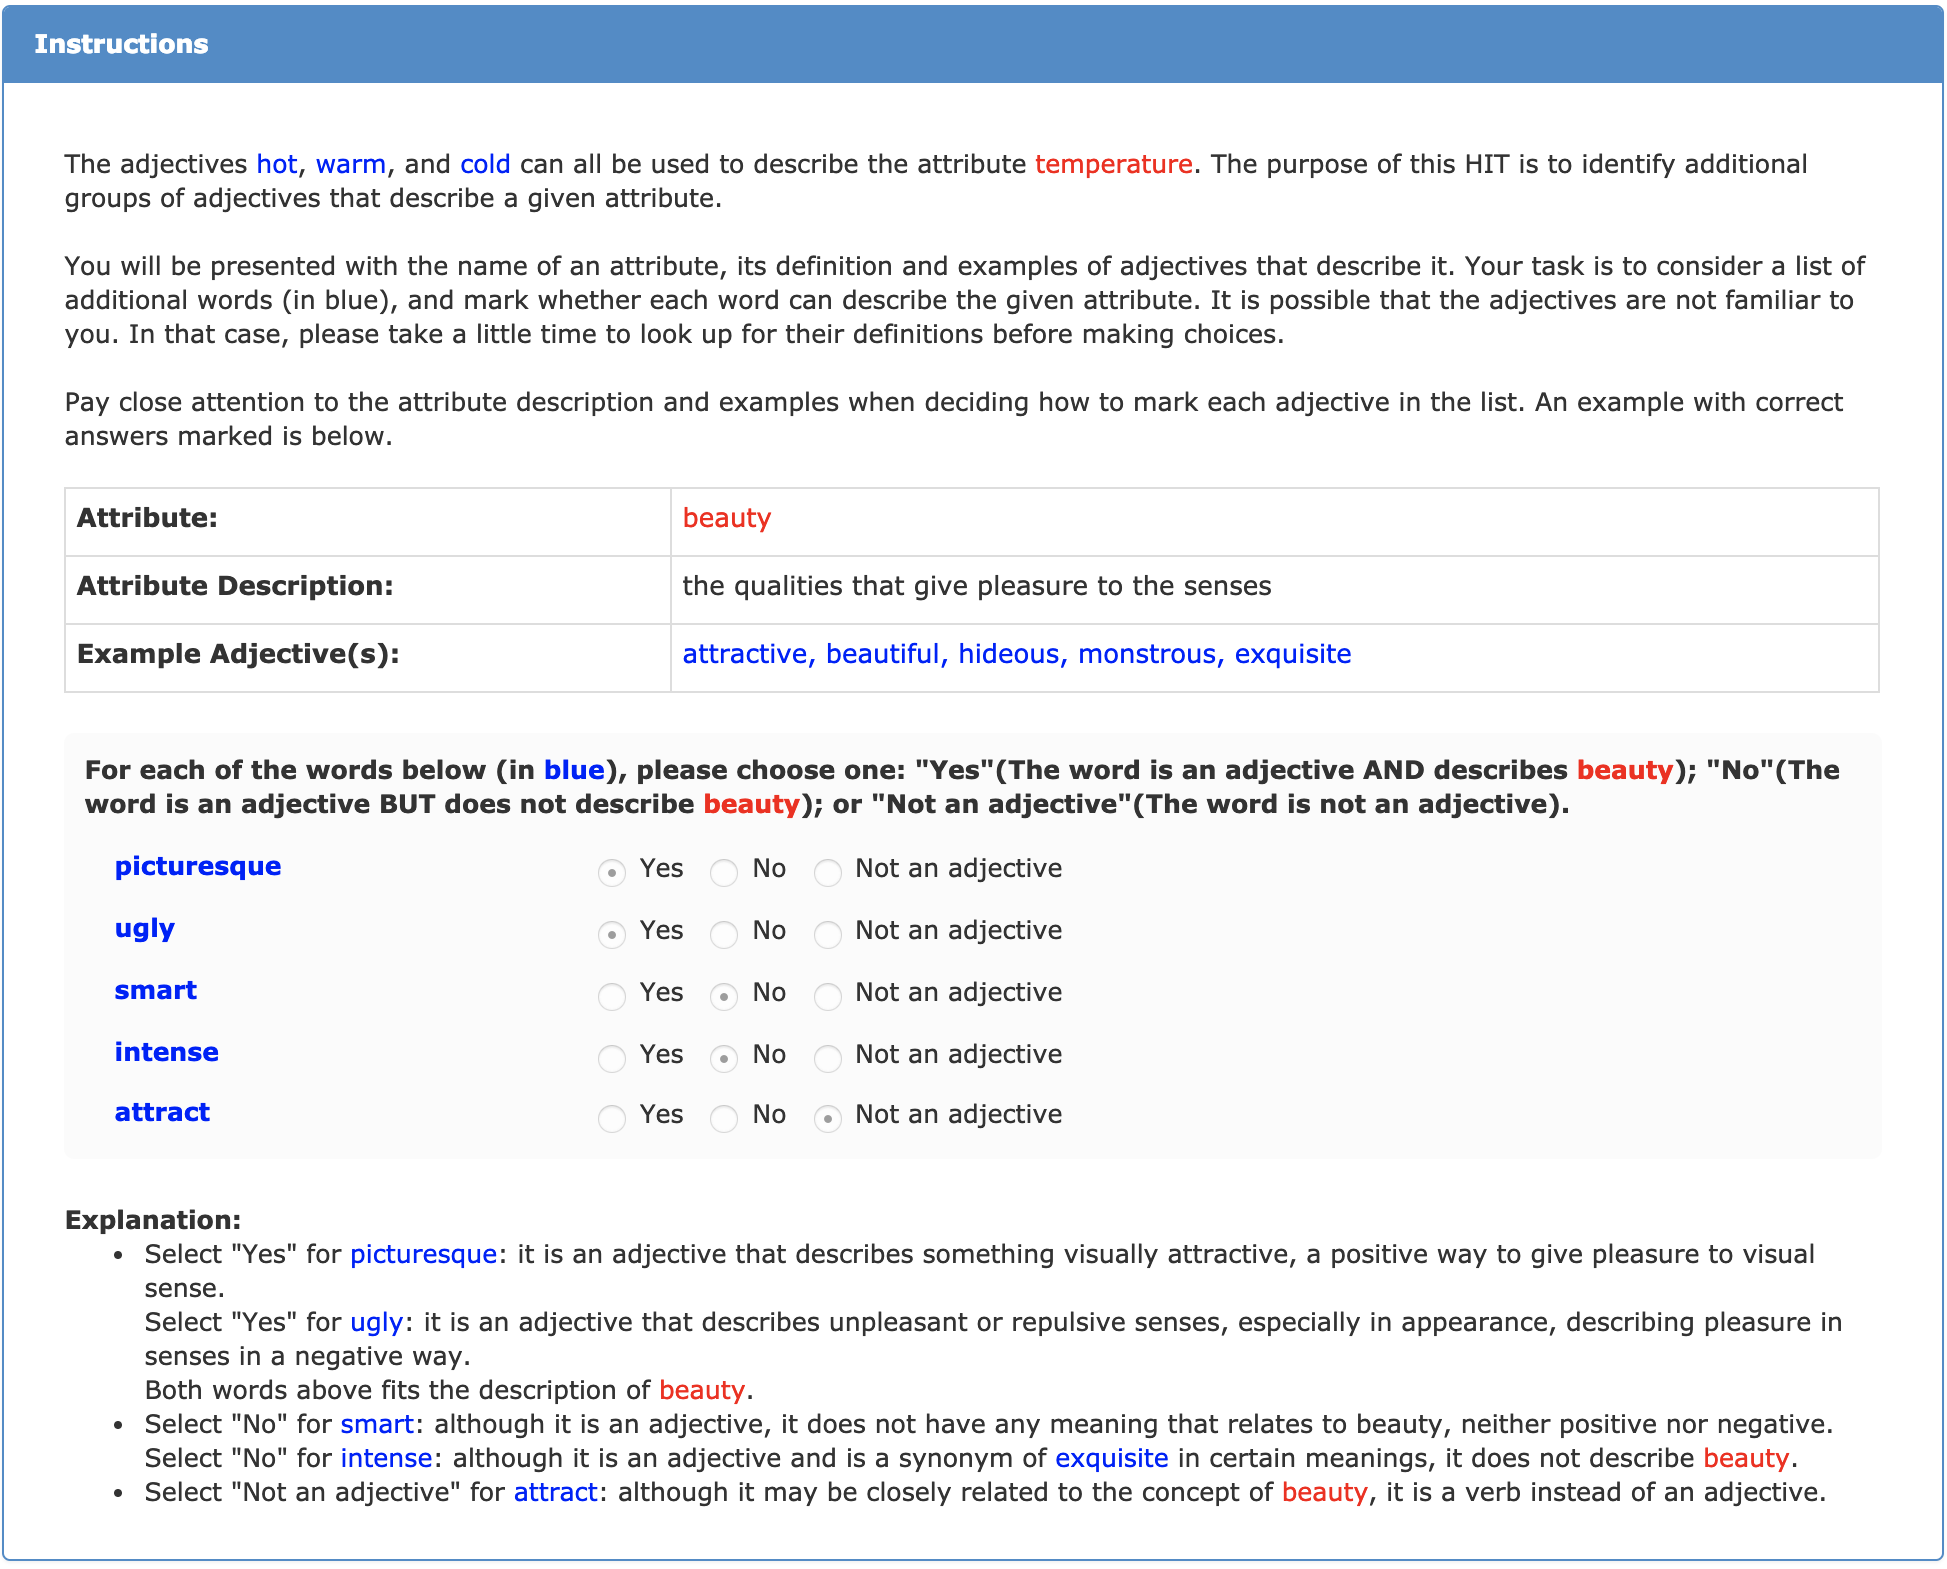 Instructions
The adjectives hot, warm, and cold can all be used to describe the attribute temperature. The purpose of this HIT is to identify additional
groups of adjectives that describe a given attribute.
You will be presented with the name of an attribute, its definition and examples of adjectives that describe it. Your task is to consider a list of
additional words (in blue), and mark whether each word can describe the given attribute. It is possible that the adjectives are not familiar to
you. In that case, please take a little time to look up for their definitions before making choices.
Pay close attention to the attribute description and examples when deciding how to mark each adjective in the list. An example with correct
answers marked is below.
Attribute: beauty
Attribute Description: the qualities that give pleasure to the senses
Example Adjective(s): attractive, beautiful, hideous, monstrous, exquisite
For each of the words below (in blue), please choose one: "Yes"(The word is an adjective AND describes beauty); "No"(The
word is an adjective BUT does not describe beauty); or "Not an adjective"(The word is not an adjective).
picturesque Yes No Not an adjective
ugly Yes No Not an adjective
smart Yes No Not an adjective
intense Yes No Not an adjective
attract Yes No Not an adjective
Explanation:
• Select "Yes" for picturesque: it is an adjective that describes something visually attractive, a positive way to give pleasure to visual
sense.
Select "Yes" for ugly: it is an adjective that describes unpleasant or repulsive senses, especially in appearance, describing pleasure in
senses in a negative way.
Both words above fits the description of beauty.
• Select "No" for smart: although it is an adjective, it does not have any meaning that relates to beauty, neither positive nor negative.
Select "No" for intense: although it is an adjective and is a synonym of exquisite in certain meanings, it does not describe beauty.
• Select "Not an adjective" for attract: although it may be closely related to the concept of beauty, it is a verb instead of an adjective.